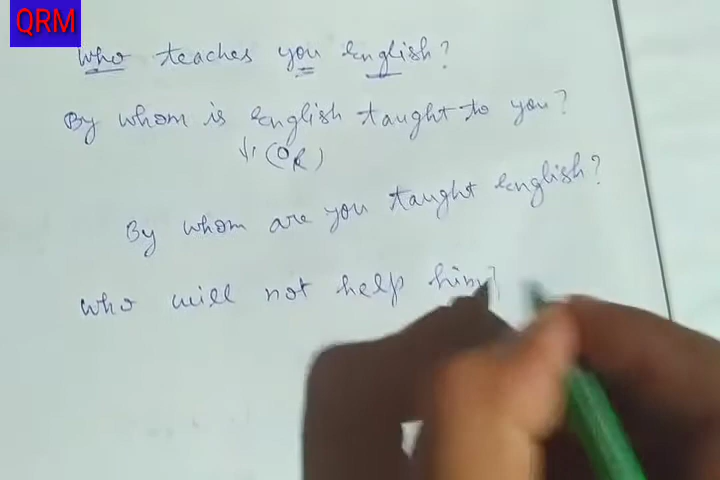 QRM
Who teaches you English?
By whom is English taught to you?
(OR)
By whom are you taught English?
who will not help him?